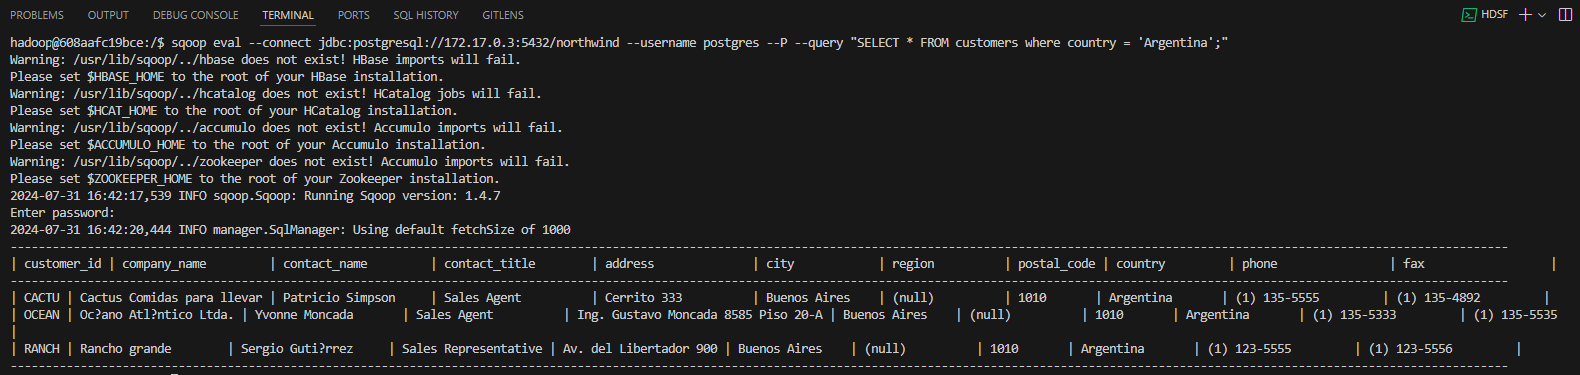 PROBLEMS OUTPUT DEBUG CONSOLE TERMINAL PORTS SQL HISTORY GITLENS HDSF
hadoop@608aafc19bce:/$ sqoop eval --connect jdbc:postgresql://172.17.0.3:5432/northwind --username postgres --P --query "SELECT * FROM customers where country = 'Argentina';"
Warning: /usr/lib/sqoop/../hbase does not exist! HBase imports will fail.
Please set $HBASE_HOME to the root of your HBase installation.
Warning: /usr/lib/sqoop/../hcatalog does not exist! HCatalog jobs will fail.
Please set $HCAT_HOME to the root of your HCatalog installation.
Warning: /usr/lib/sqoop/../accumulo does not exist! Accumulo imports will fail.
Please set $ACCUMULO_HOME to the root of your Accumulo installation.
Warning: /usr/lib/sqoop/../zookeeper does not exist! Accumulo imports will fail.
Please set $ZOOKEEPER_HOME to the root of your Zookeeper installation.
2024-07-31 16:42:17,539 INFO sqoop.Sqoop: Running Sqoop version: 1.4.7
Enter password:
2024-07-31 16:42:20,444 INFO manager.SqlManager: Using default fetchSize of 1000
| customer_id | company_name | contact_name | contact_title | address | city | region | postal_code | country | phone | fax |
| CACTU | Cactus Comidas para llevar | Patricio Simpson | Sales Agent | Cerrito 333 | Buenos Aires | (null) | 1010 | Argentina | (1) 135-5555 | (1) 135-4892 |
| OCEAN | Oc?ano Atl?ntico Ltda. | Yvonne Moncada | Sales Agent | Ing. Gustavo Moncada 8585 Piso 20-A | Buenos Aires | (null) | 1010 | Argentina | (1) 135-5333 | (1) 135-5535
|
| RANCH | Rancho grande | Sergio Guti?rrez | Sales Representative | Av. del Libertador 900 | Buenos Aires | (null) | 1010 | Argentina | (1) 123-5555 | (1) 123-5556 |